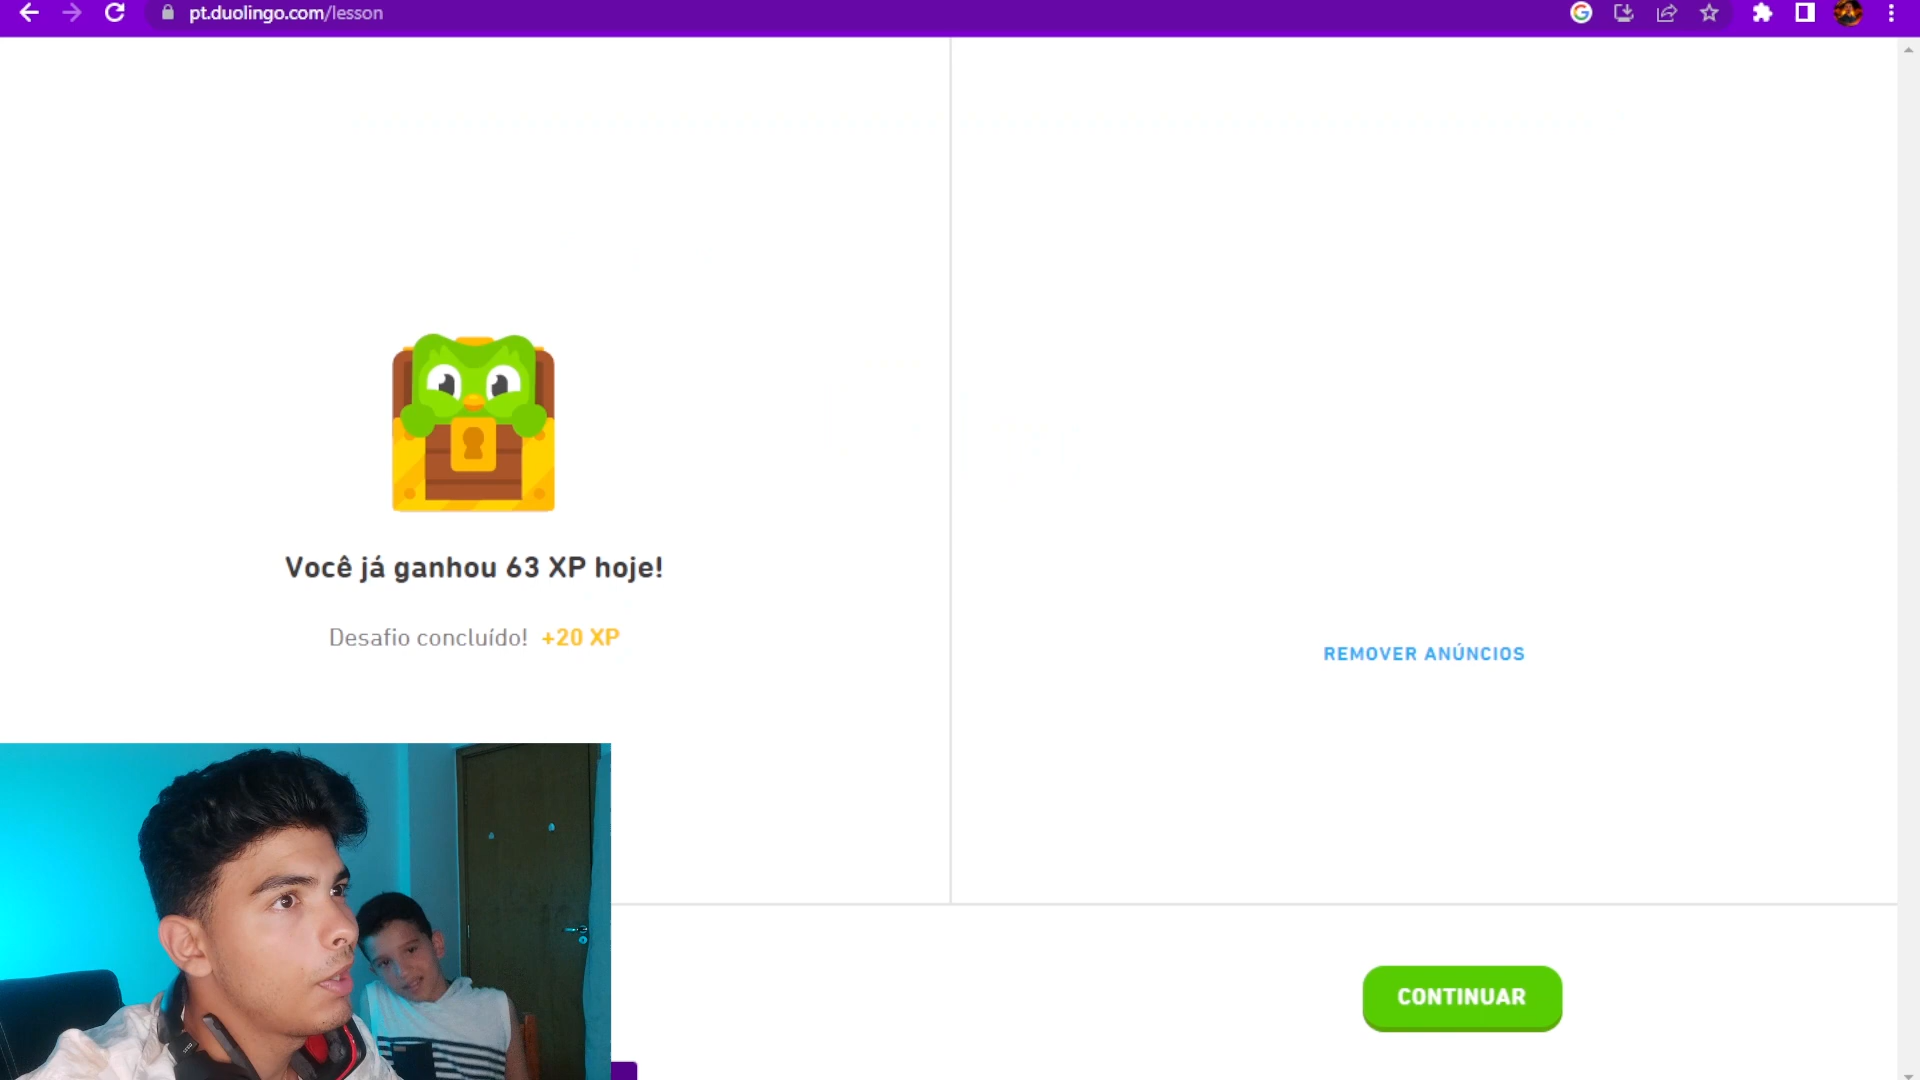 pt.duolingo.com/lesson
Você já ganhou 63 XP hoje!
Desafio concluído! +20 XP
REMOVER ANÚNCIOS
CONTINUAR